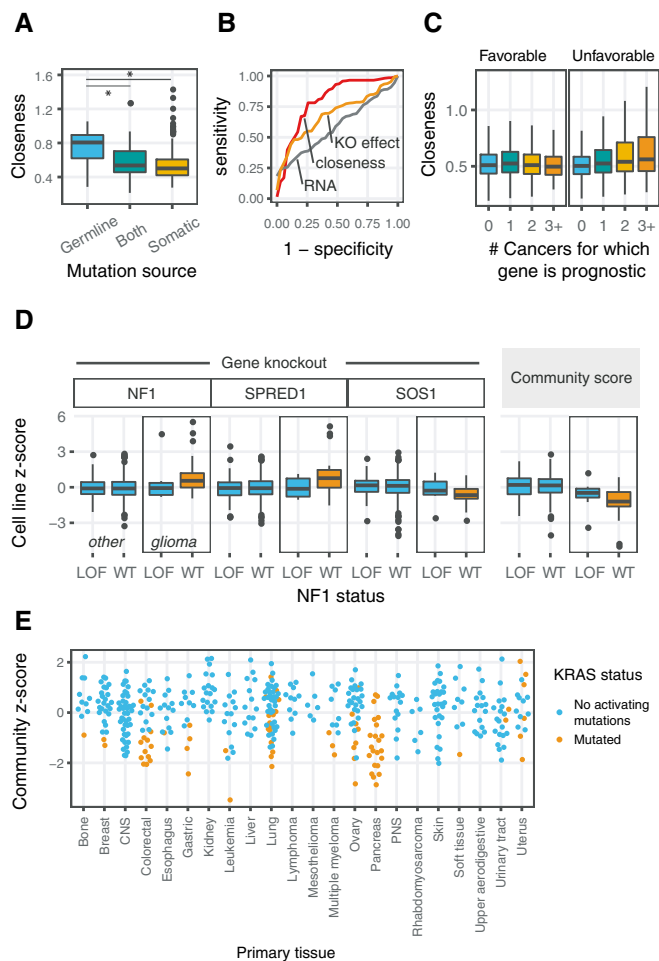 A
Closeness
1.6
1.2
0.8
0.4
*
*
Germline
Both
Somatic
Mutation source
B
sensitivity
1.00
0.75
0.50
0.25
0.00
KO effect
closeness
RNA
0.00
0.25
0.50
0.75
1.00
1 − specificity
C
Favorable
Unfavorable
Closeness
1.0
0.5
0 1 2 3+
0 1 2 3+
# Cancers for which
gene is prognostic
D
Gene knockout
NF1
SPRED1
SOS1
Community score
Cell line z-score
6
3
0
−3
other
glioma
LOF WT LOF WT LOF WT LOF WT LOF WT LOF WT LOF WT LOF WT
NF1 status
E
Community z-score
2
0
−2
KRAS status
No activating
mutations
Mutated
Bone
Breast
CNS
Colorectal
Esophagus
Gastric
Kidney
Leukemia
Liver
Lung
Lymphoma
Mesothelioma
Multiple myeloma
Ovary
Pancreas
PNS
Rhabdomyosarcoma
Skin
Soft tissue
Upper aerodigestive
Urinary tract
Uterus
Primary tissue